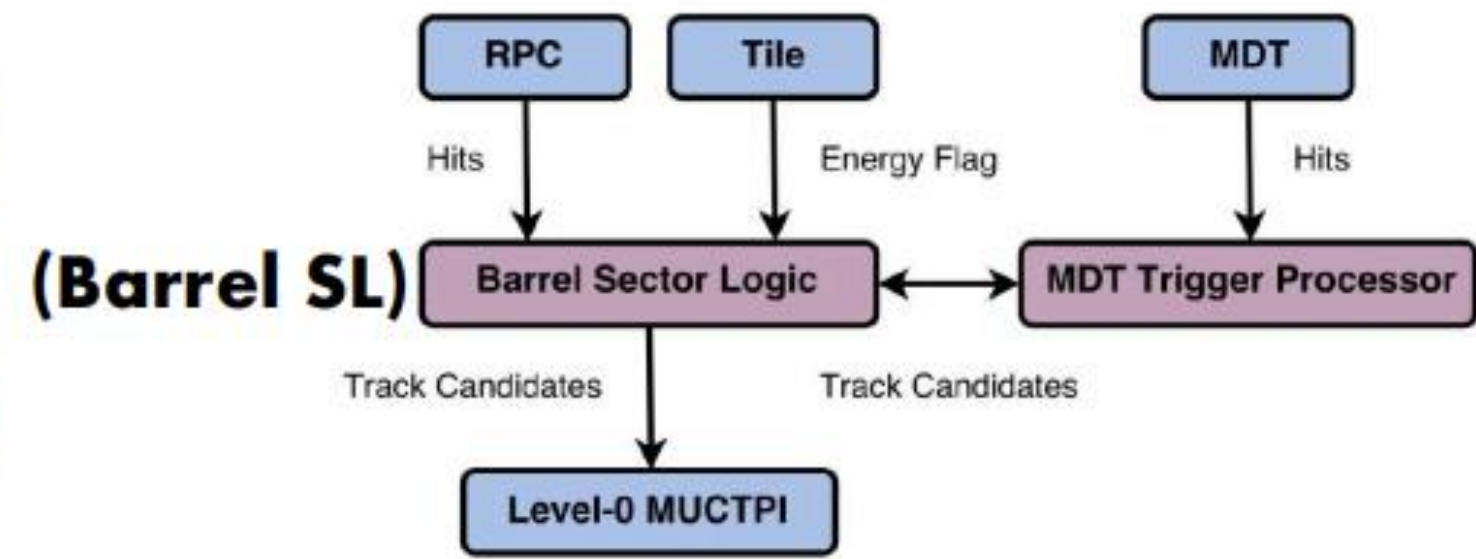 RPC
Tile
MDT
Hits
Energy Flag
Hits
(Barrel SL)
Barrel Sector Logic
MDT Trigger Processor
Track Candidates
Track Candidates
Level-0 MUCTPI